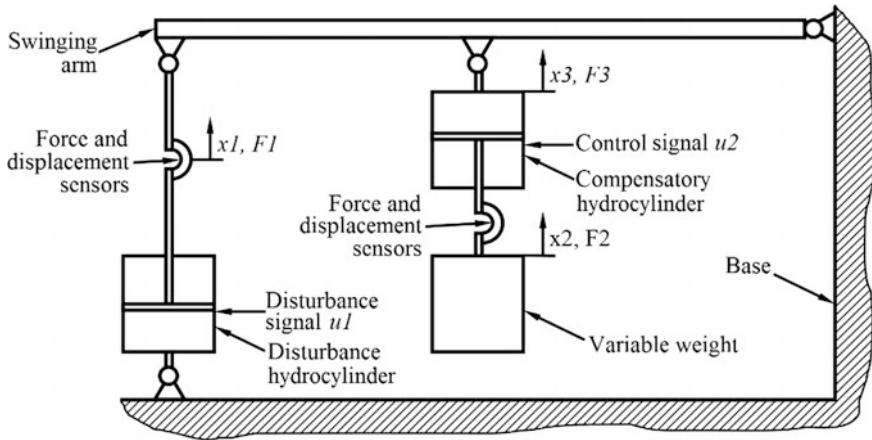 Swinging
arm
Force and
displacement
sensors
x1, F1
x3, F3
Control signal u2
Compensatory
hydrocylinder
Force and
displacement
sensors
x2, F2
Base
Disturbance
signal u1
Disturbance
hydrocylinder
Variable weight